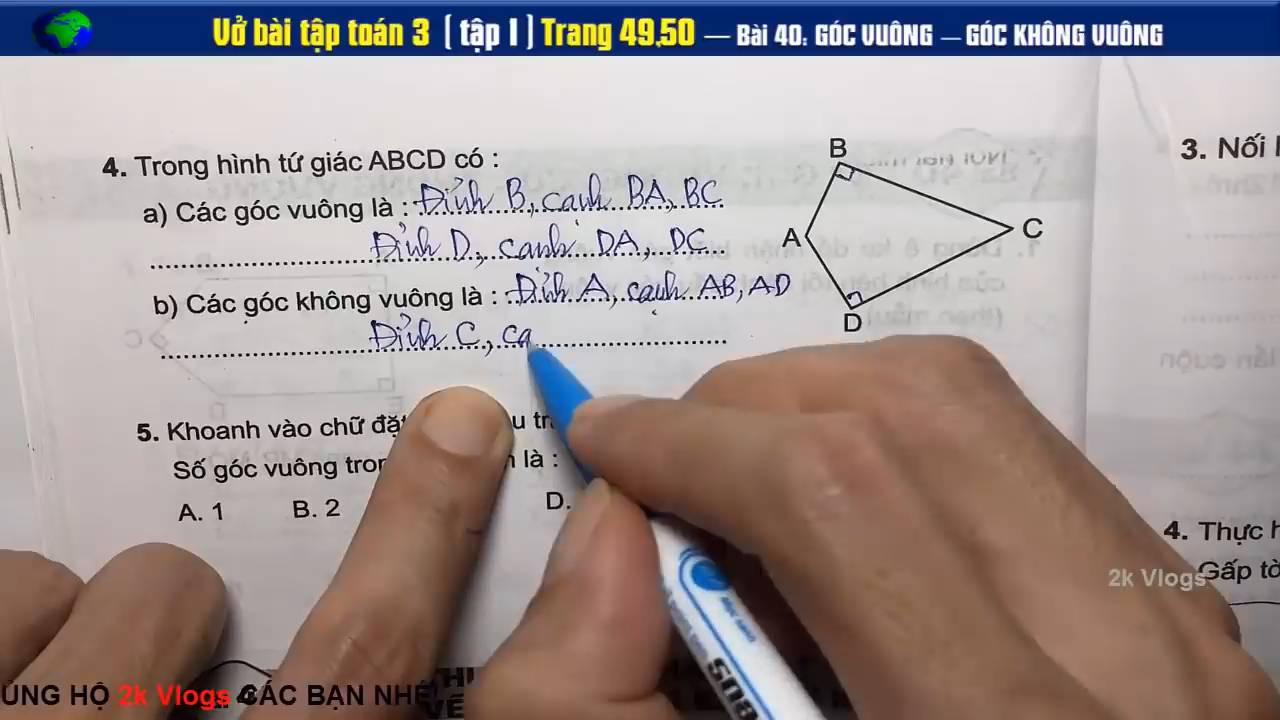 Vở bài tập toán 3 ( tập 1 ) Trang 49,50 — Bài 40: GÓC VUÔNG — GÓC KHÔNG VUÔNG
4. Trong hình tứ giác ABCD có :
a) Các góc vuông là : Đỉnh B, cạnh BA, BC
Đỉnh D, cạnh DA, DC
b) Các góc không vuông là : Đỉnh A, cạnh AB, AD
Đỉnh C, cạ
B
A
C
D
5. Khoanh vào chữ đặt
Số góc vuông là :
A. 1 B. 2 D.
3. Nối
4. Thực
Gấp tờ
2k Vlogs
ỦNG HỘ 2k Vlogs CÁC BẠN NHÉ